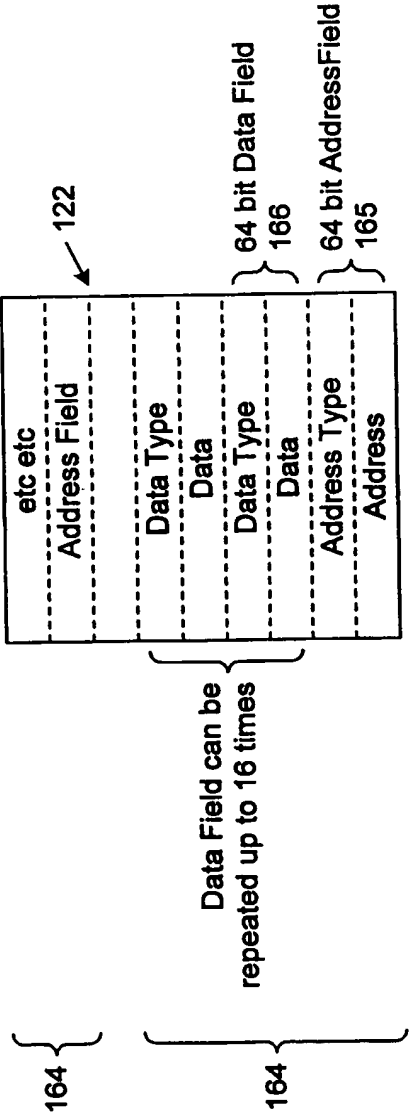 etc etc
Address Field
122
Data Type
Data
Data Type
Data
Address Type
Address
64 bit Data Field
166
64 bit AddressField
165
Data Field can be
repeated up to 16 times
164
164